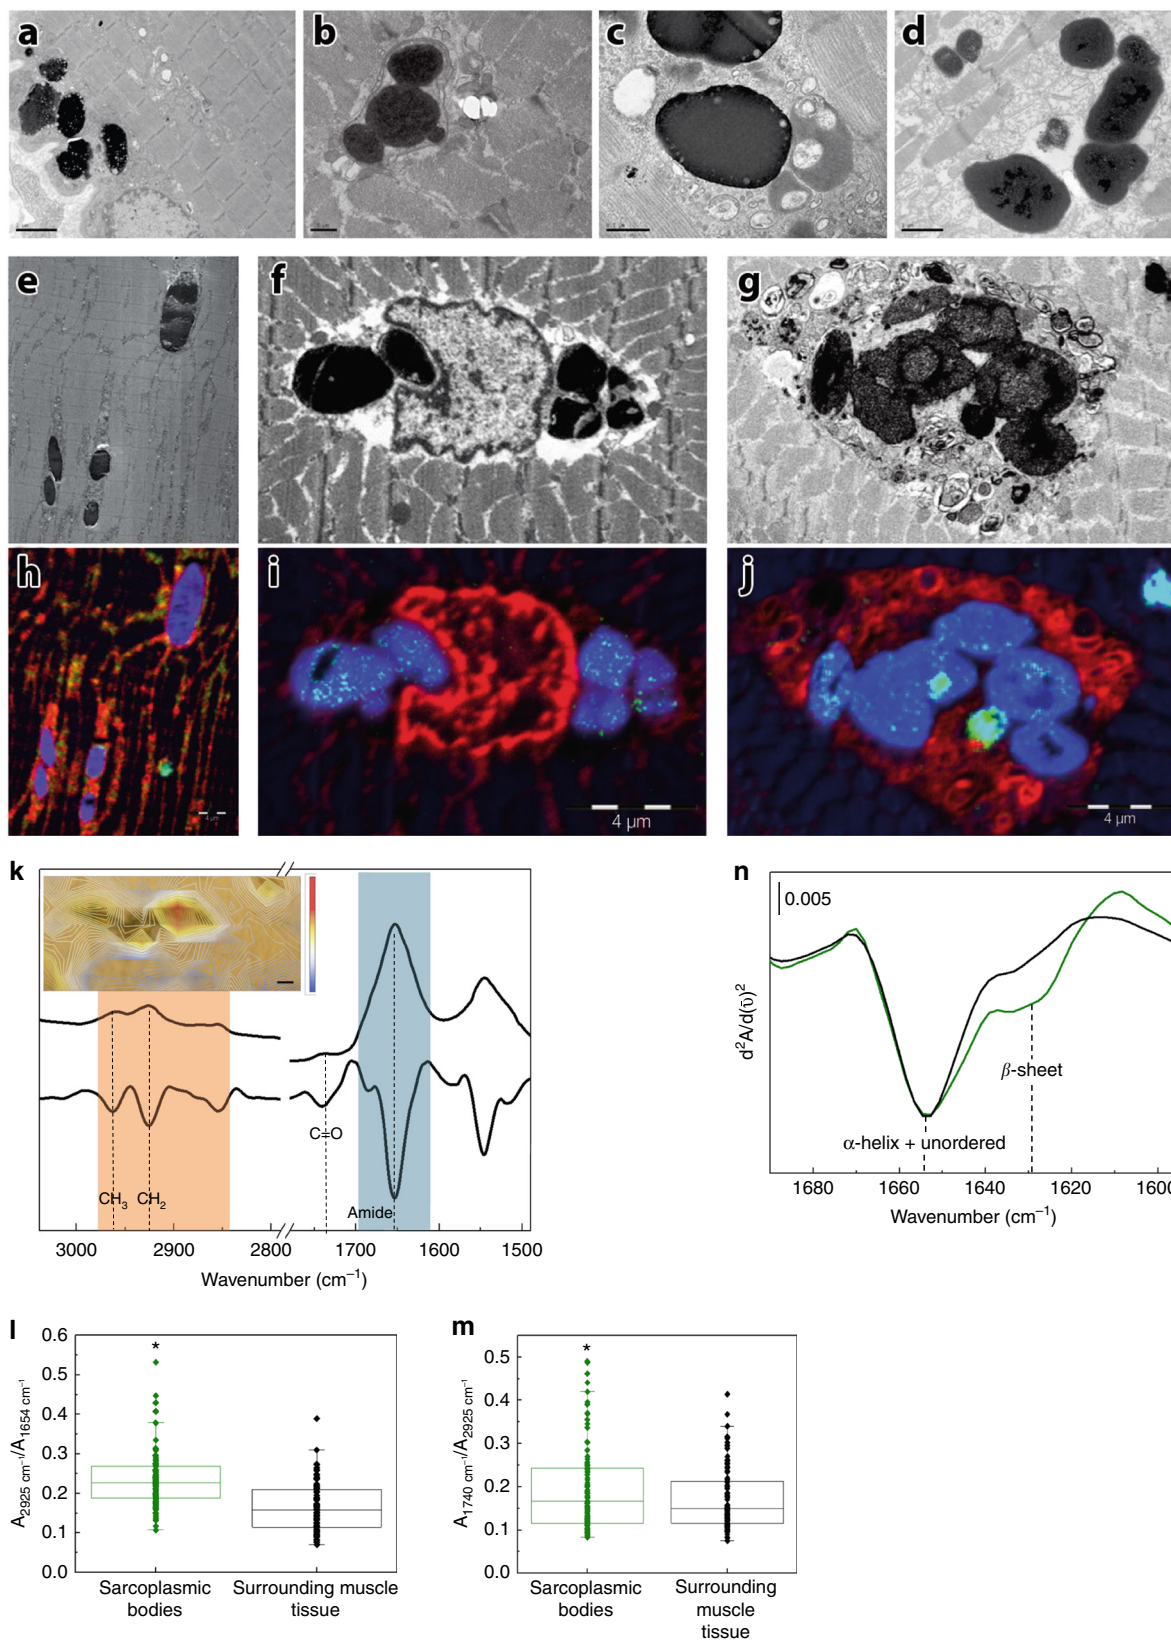 a
b
c
d
e
f
g
h
i
4 µm
j
4 µm
4 µm
k
C=O
CH3
CH2
Amide
3000 2900 2800 1700 1600 1500
Wavenumber (cm−1)
n
0.005
d²A/d(ῡ)²
β-sheet
α-helix + unordered
1680 1660 1640 1620 1600
Wavenumber (cm−1)
l
0.6
0.5
0.4
0.3
0.2
0.1
0.0
A2925 cm−1/A1654 cm−1
*
Sarcoplasmic bodies
Surrounding muscle tissue
m
0.5
0.4
0.3
0.2
0.1
0.0
A1740 cm−1/A2925 cm−1
*
Sarcoplasmic bodies
Surrounding muscle tissue